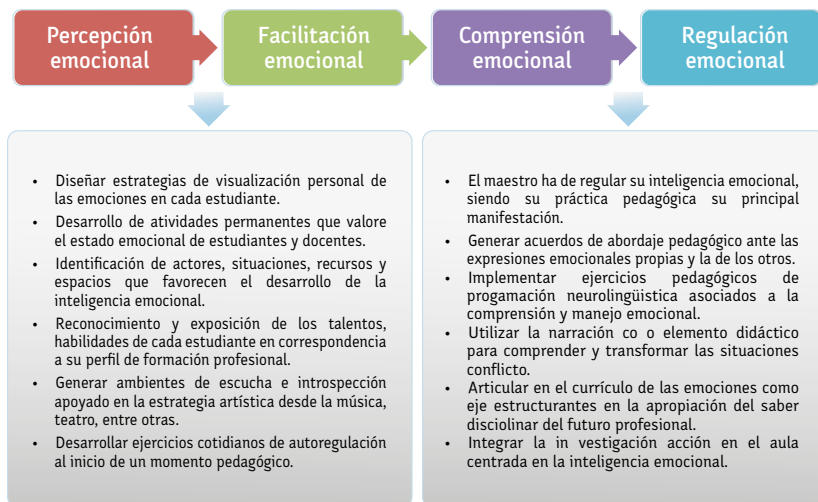 Percepción
emocional
Facilitación
emocional
Comprensión
emocional
Regulación
emocional
• Diseñar estrategias de visualización personal de
las emociones en cada estudiante.
• Desarrollo de atividades permanentes que valore
el estado emocional de estudiantes y docentes.
• Identificación de actores, situaciones, recursos y
espacios que favorecen el desarrollo de la
inteligencia emocional.
• Reconocimiento y exposición de los talentos,
habilidades de cada estudiante en correspondencia
a su perfil de formación profesional.
• Generar ambientes de escucha e introspección
apoyado en la estrategia artística desde la música,
teatro, entre otras.
• Desarrollar ejercicios cotidianos de autoregulación
al inicio de un momento pedagógico.
• El maestro ha de regular su inteligencia emocional,
siendo su práctica pedagógica su principal
manifestación.
• Generar acuerdos de abordaje pedagógico ante las
expresiones emocionales propias y la de los otros.
• Implementar ejercicios pedagógicos de
progamación neurolingüistica asociados a la
comprensión y manejo emocional.
• Utilizar la narración co o elemento didáctico
para comprender y transformar las situaciones
conflicto.
• Articular en el currículo de las emociones como
eje estructurantes en la apropiación del saber
disciolinar del futuro profesional.
• Integrar la in vestigación acción en el aula
centrada en la inteligencia emocional.